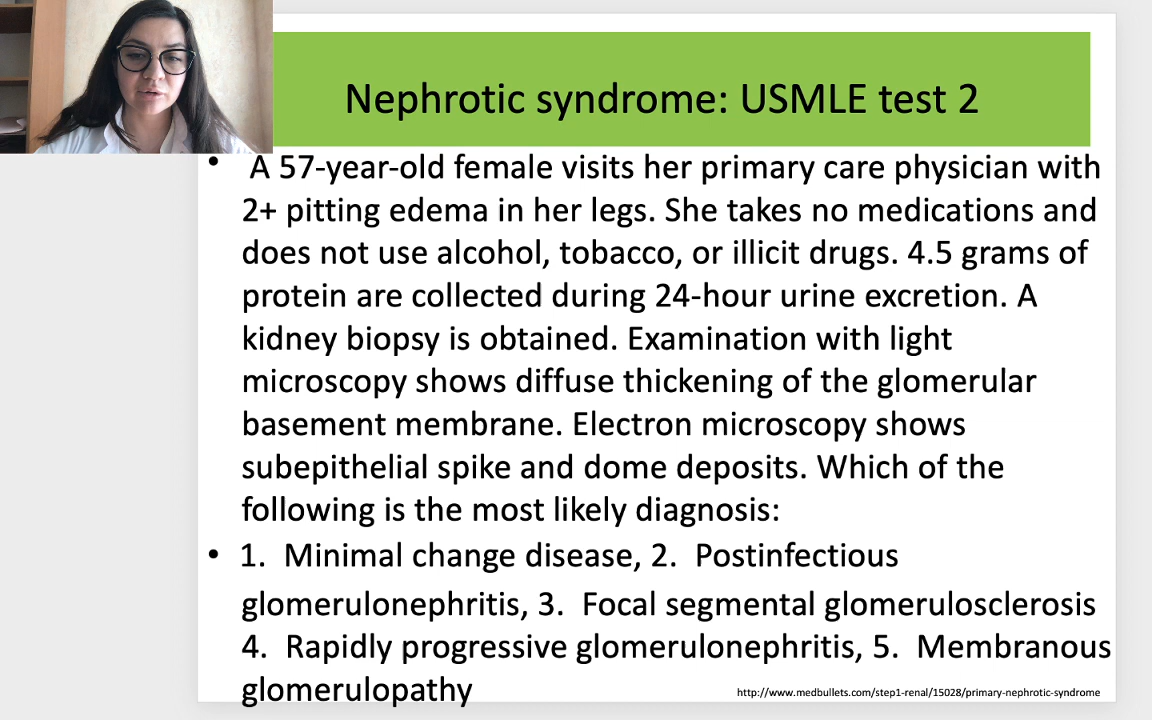 Nephrotic syndrome: USMLE test 2
• A 57-year-old female visits her primary care physician with
2+ pitting edema in her legs. She takes no medications and
does not use alcohol, tobacco, or illicit drugs. 4.5 grams of
protein are collected during 24-hour urine excretion. A
kidney biopsy is obtained. Examination with light
microscopy shows diffuse thickening of the glomerular
basement membrane. Electron microscopy shows
subepithelial spike and dome deposits. Which of the
following is the most likely diagnosis:
• 1. Minimal change disease, 2. Postinfectious
glomerulonephritis, 3. Focal segmental glomerulosclerosis
4. Rapidly progressive glomerulonephritis, 5. Membranous
glomerulopathy
http://www.medbullets.com/step1-renal/15028/primary-nephrotic-syndrome